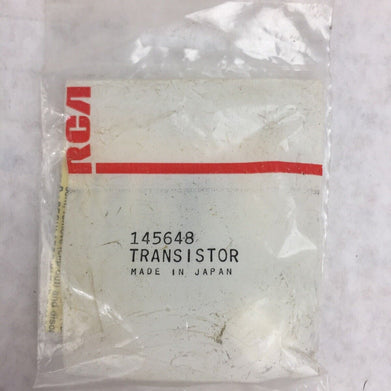 RCA
145648
TRANSISTOR
MADE IN JAPAN